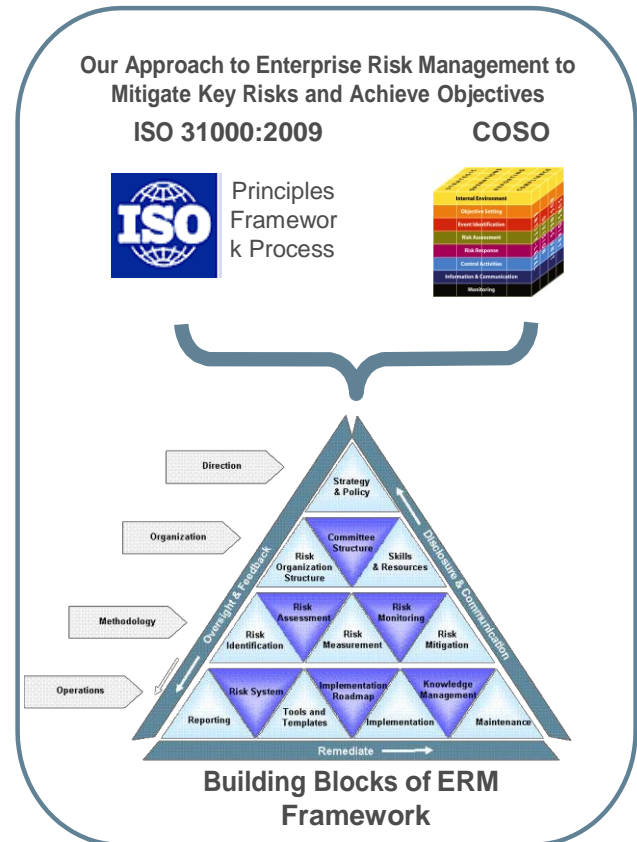 Our Approach to Enterprise Risk Management to
Mitigate Key Risks and Achieve Objectives
ISO 31000:2009
COSO
ISO
Principles
Framewor
k Process
Internal Environment
Objective Setting
Event Identification
Risk Assessment
Risk Response
Control Activities
Information & Communication
Monitoring
Direction
Organization
Methodology
Operations
Oversight & Feedback
Disclosure & Communication
Strategy
& Policy
Committee
Structure
Risk
Organization
Structure
Skills
& Resources
Risk
Assessment
Risk
Monitoring
Risk
Identification
Risk
Measurement
Risk
Mitigation
Risk System
Implementation
Roadmap
Knowledge
Management
Reporting
Tools and
Templates
Implementation
Maintenance
Remediate
Building Blocks of ERM
Framework